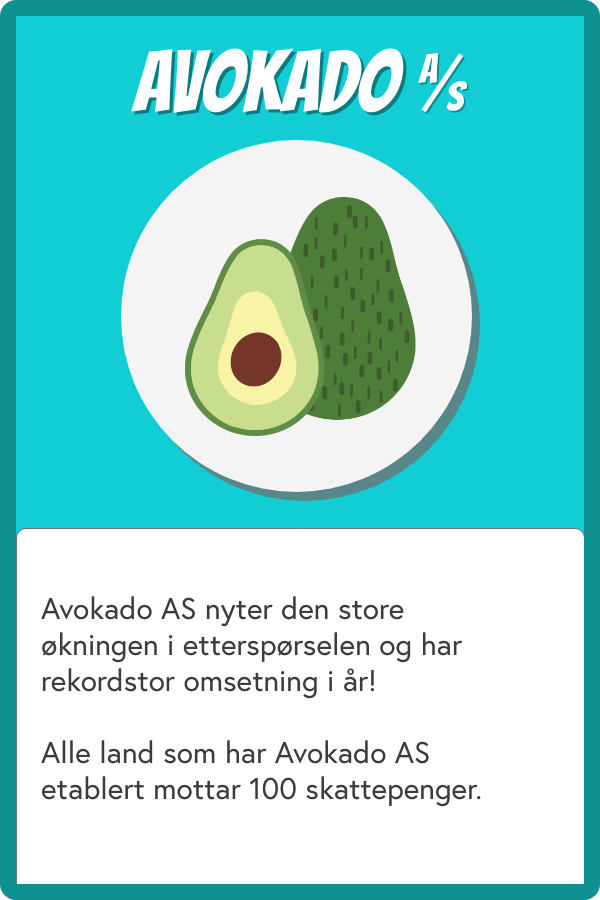 AVOKADO A/S
Avokado AS nyter den store
økningen i etterspørselen og har
rekordstor omsetning i år!
Alle land som har Avokado AS
etablert mottar 100 skattepenger.